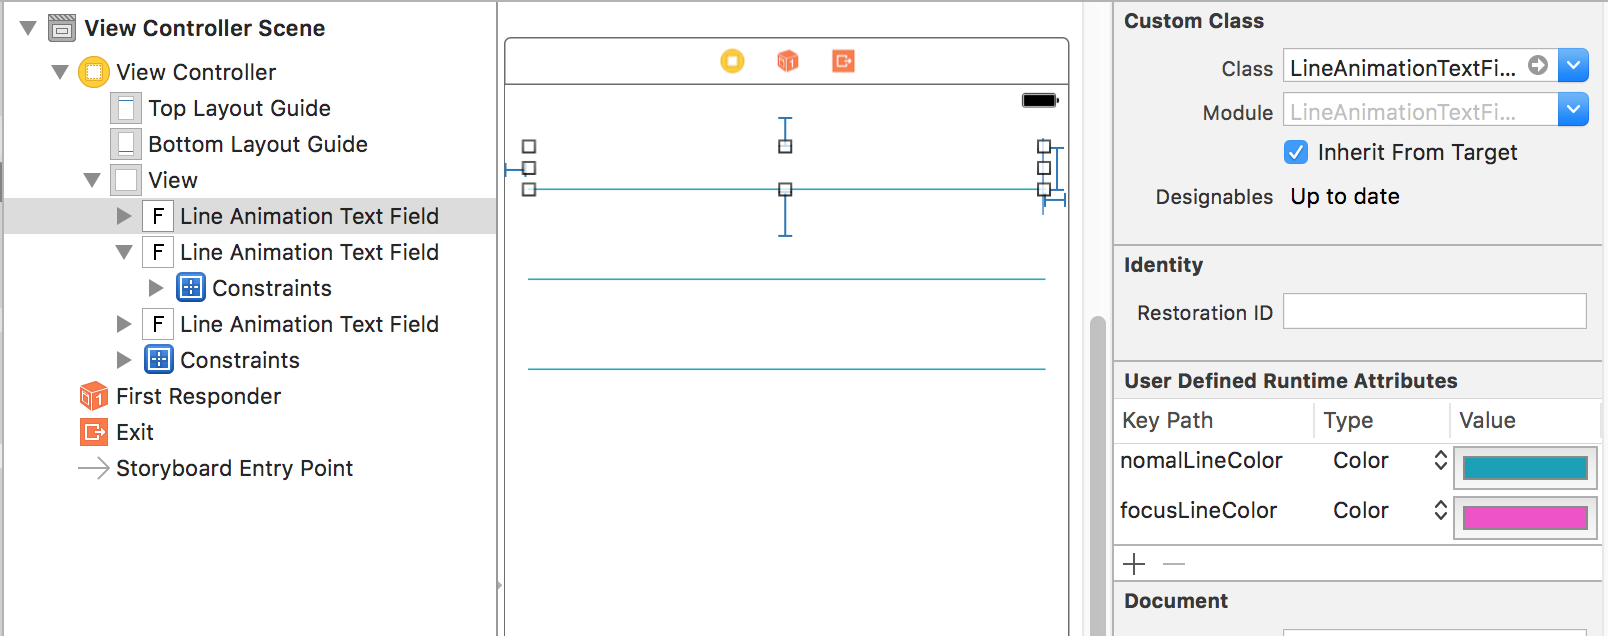 View Controller Scene
View Controller
Top Layout Guide
Bottom Layout Guide
View
F Line Animation Text Field
F Line Animation Text Field
Constraints
F Line Animation Text Field
Constraints
1 First Responder
Exit
Storyboard Entry Point
1
Custom Class
Class LineAnimationTextFi...
Module LineAnimationTextFi...
Inherit From Target
Designables Up to date
Identity
Restoration ID
User Defined Runtime Attributes
Key Path Type Value
nomalLineColor Color
focusLineColor Color
Document